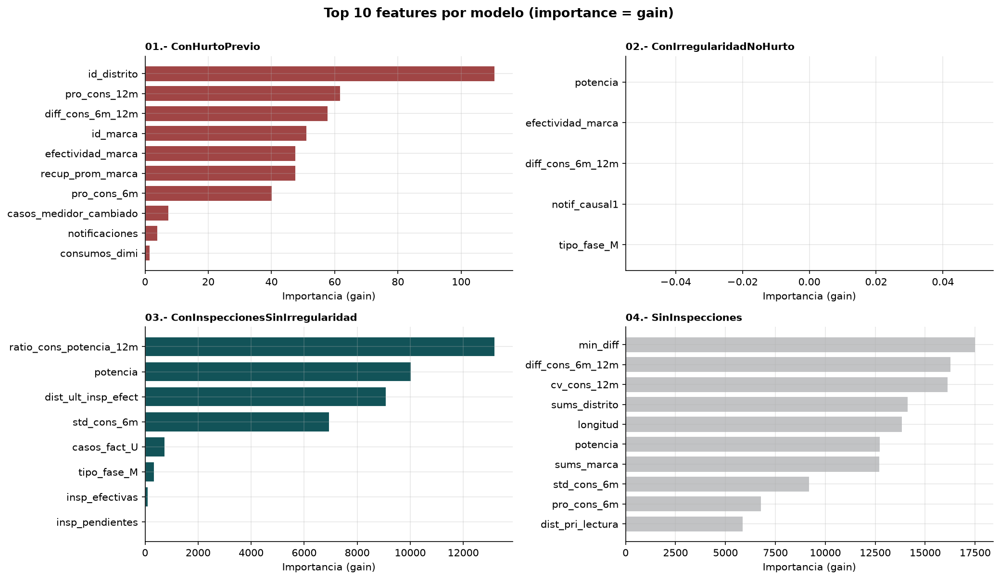 Top 10 features por modelo (importance = gain)
01.- ConHurtoPrevio
id_distrito
pro_cons_12m
diff_cons_6m_12m
id_marca
efectividad_marca
recup_prom_marca
pro_cons_6m
casos_medidor_cambiado
notificaciones
consumos_dimi
0 20 40 60 80 100
Importancia (gain)
02.- ConIrregularidadNoHurto
potencia
efectividad_marca
diff_cons_6m_12m
notif_causal1
tipo_fase_M
−0.04 −0.02 0.00 0.02 0.04
Importancia (gain)
03.- ConInspeccionesSinIrregularidad
ratio_cons_potencia_12m
potencia
dist_ult_insp_efect
std_cons_6m
casos_fact_U
tipo_fase_M
insp_efectivas
insp_pendientes
0 2000 4000 6000 8000 10000 12000
Importancia (gain)
04.- SinInspecciones
min_diff
diff_cons_6m_12m
cv_cons_12m
sums_distrito
longitud
potencia
sums_marca
std_cons_6m
pro_cons_6m
dist_pri_lectura
0 2500 5000 7500 10000 12500 15000 17500
Importancia (gain)